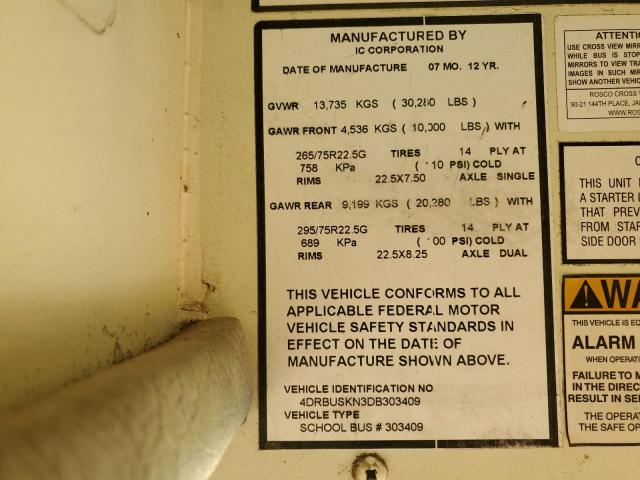 MANUFACTURED BY
IC CORPORATION
DATE OF MANUFACTURE 07 MO. 12 YR.
GVWR 13,735 KGS ( 30,280 LBS )
GAWR FRONT 4,536 KGS ( 10,000 LBS ) WITH
265/75R22.5G TIRES 14 PLY AT
758 KPa ( 10 PSI) COLD
RIMS 22.5X7.50 AXLE SINGLE
GAWR REAR 9,199 KGS ( 20,280 LBS ) WITH
295/75R22.5G TIRES 14 PLY AT
689 KPa ( 00 PSI) COLD
RIMS 22.5X8.25 AXLE DUAL
THIS VEHICLE CONFORMS TO ALL
APPLICABLE FEDERAL MOTOR
VEHICLE SAFETY STANDARDS IN
EFFECT ON THE DATE OF
MANUFACTURE SHOWN ABOVE.
VEHICLE IDENTIFICATION NO
4DRBUSKN3DB303409
VEHICLE TYPE
SCHOOL BUS # 303409
ATTENTI
USE CROSS VIEW MIR
WHILE BUS IS STOP
MIRRORS TO VIEW TRA
IMAGES IN SUCH MIR
SHOW ANOTHER VEHIC
ROSCO CROSS
90-21 144TH PLACE, JA
WWW.ROS
THIS UNIT
A STARTER
THAT PREV
FROM STAR
SIDE DOOR
WA
THIS VEHICLE IS EC
ALARM
WHEN OPERATI
FAILURE TO M
IN THE DIREC
RESULT IN SE
THE OPERAT
THE SAFE OP